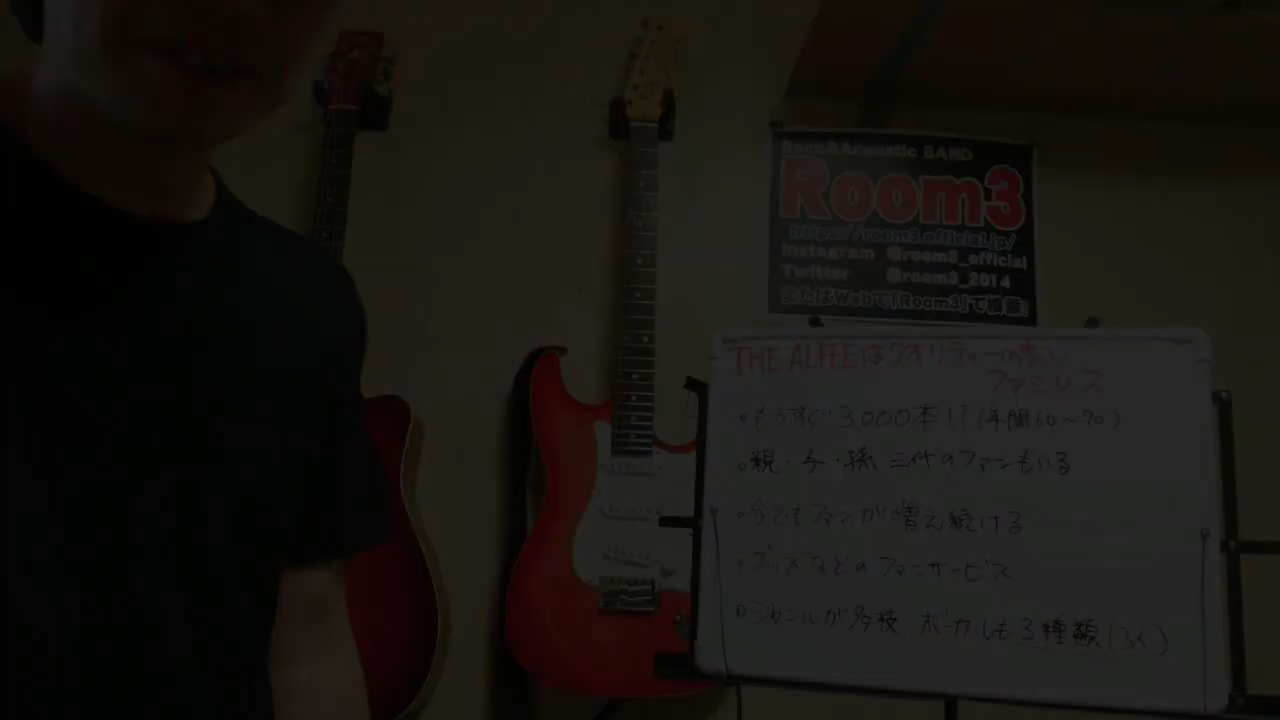 Rock&Acoustic BAND
Room3
https://room3.official.jp/
Instagram @room3_official
Twitter @room3_2014
またはWebで「Room3」で検索!
THE ALFEEはクオリティーの高い
ファミレス
・もうすぐ3,000本!?(年間60〜70)
・親・子・孫 三代のファンもいる
・今でもファンが増え続ける
・グッズなどのファンサービス
・ジャンルが多岐 ボーカルも3種類(3人)